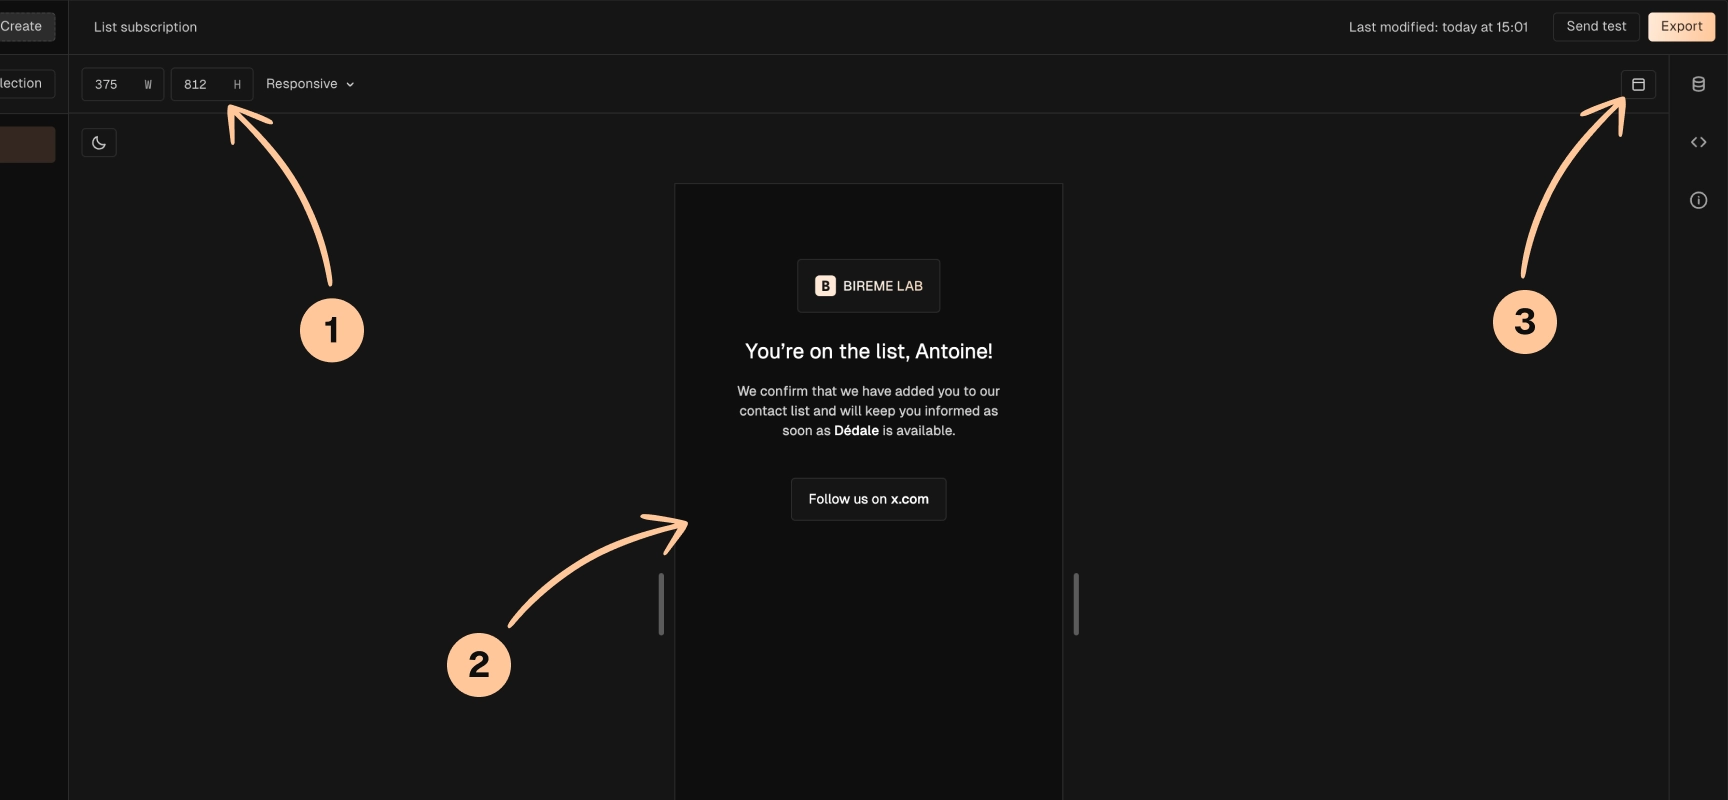 Create
List subscription
Last modified: today at 15:01
Send test
Export
lection
375 W
812 H
Responsive
B BIREME LAB
You’re on the list, Antoine!
We confirm that we have added you to our
contact list and will keep you informed as
soon as Dédale is available.
Follow us on x.com
1
2
3